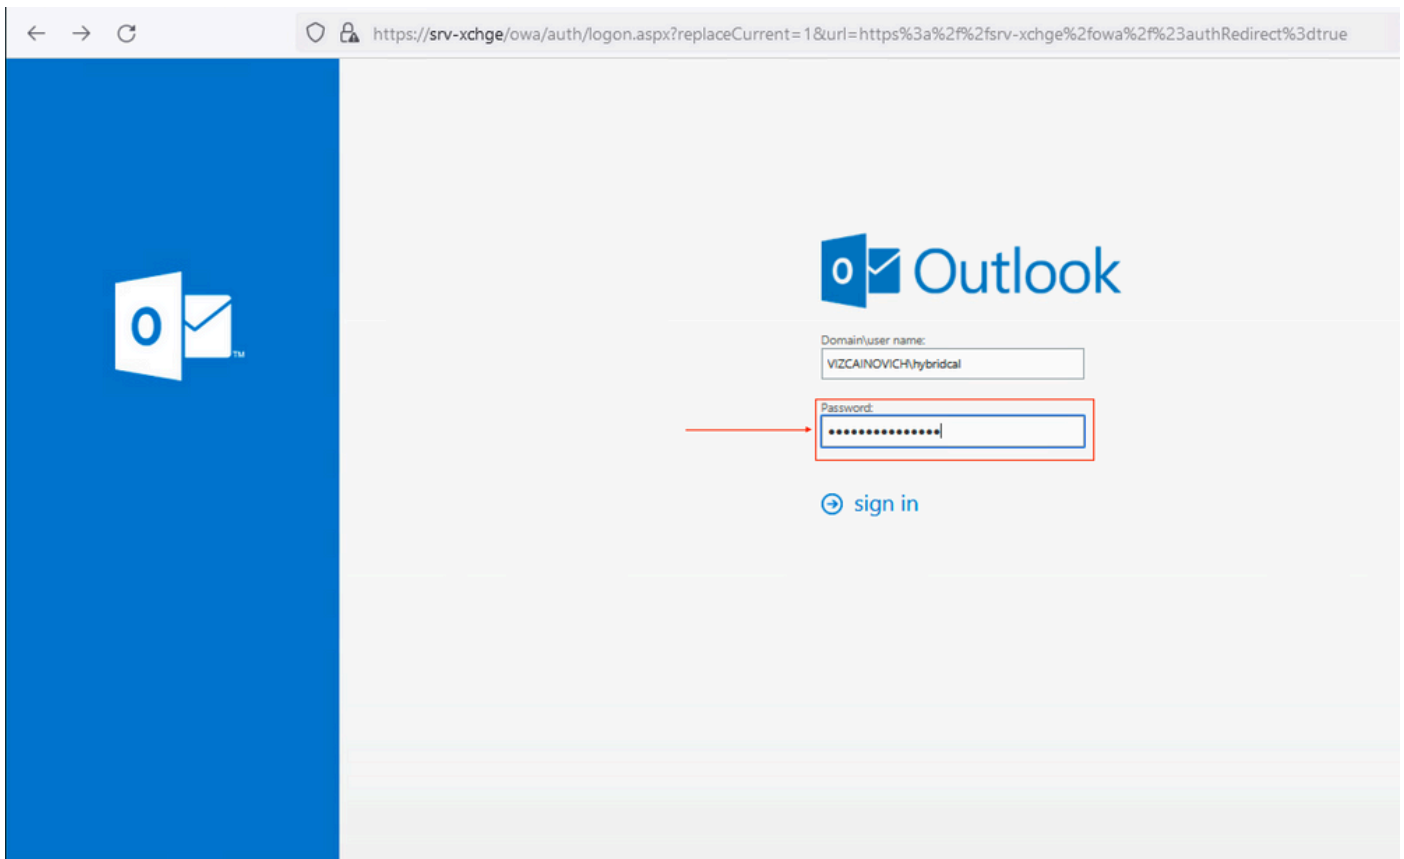 https://srv-xchge/owa/auth/logon.aspx?replaceCurrent=1&url=https%3a%2f%2fsrv-xchge%2fowa%2f%23authRedirect%3dtrue
O
TM
O Outlook
Domain\user name:
VIZCAINOVICH\hybridcal
Password:
•••••••••••••••
sign in